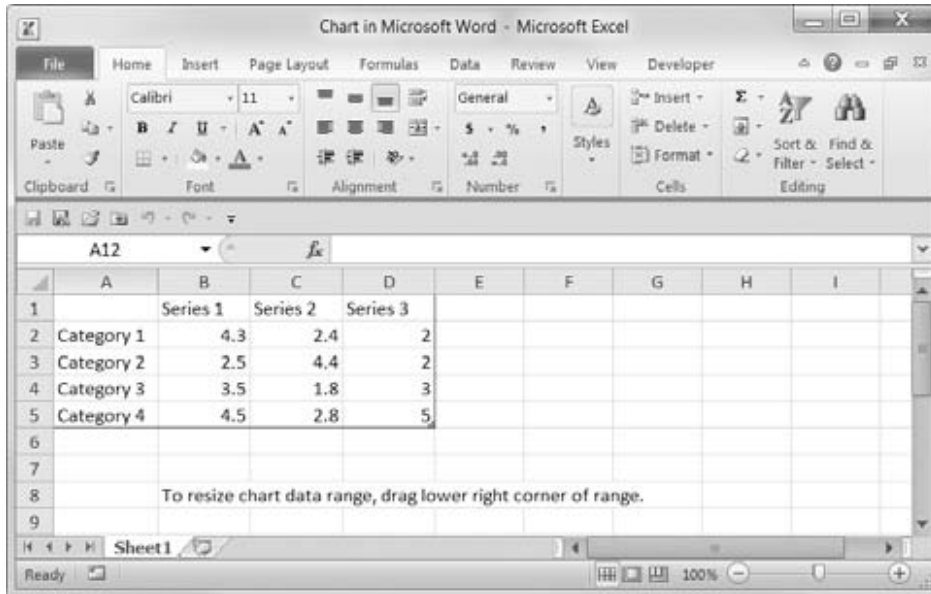 Chart in Microsoft Word - Microsoft Excel
File Home Insert Page Layout Formulas Data Review View Developer
Calibri 11 General Insert
B I U A A $ % , Delete
Paste Styles Format Sort & Filter Find & Select
Clipboard Font Alignment Number Cells Editing
A12 fx
A B C D E F G H I
1 Series 1 Series 2 Series 3
2 Category 1 4.3 2.4 2
3 Category 2 2.5 4.4 2
4 Category 3 3.5 1.8 3
5 Category 4 4.5 2.8 5
6
7
8 To resize chart data range, drag lower right corner of range.
9
Sheet1
Ready 100%